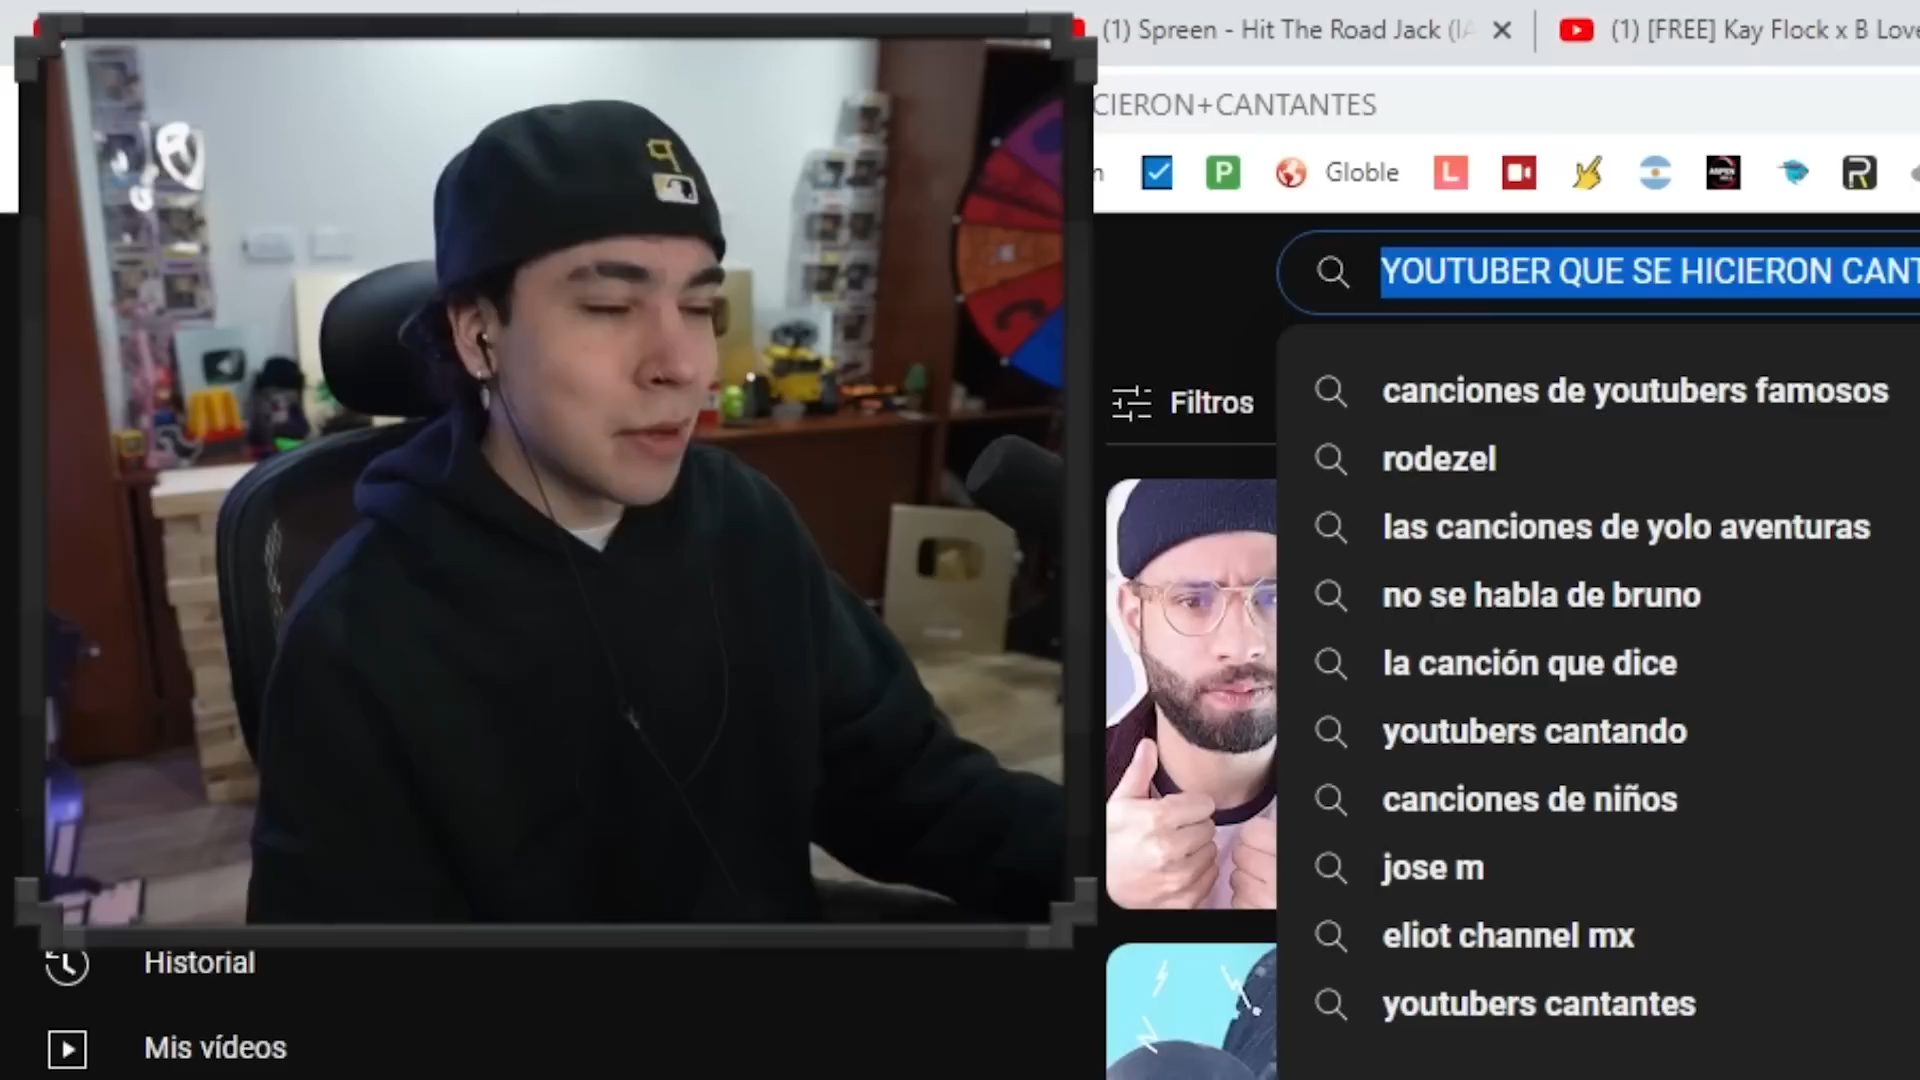 (1) Spreen - Hit The Road Jack (IA
(1) [FREE] Kay Flock x B Love
CIERON+CANTANTES
Globle
YOUTUBER QUE SE HICIERON CANT
Filtros
canciones de youtubers famosos
rodezel
las canciones de yolo aventuras
no se habla de bruno
la canción que dice
youtubers cantando
canciones de niños
jose m
eliot channel mx
youtubers cantantes
Historial
Mis vídeos